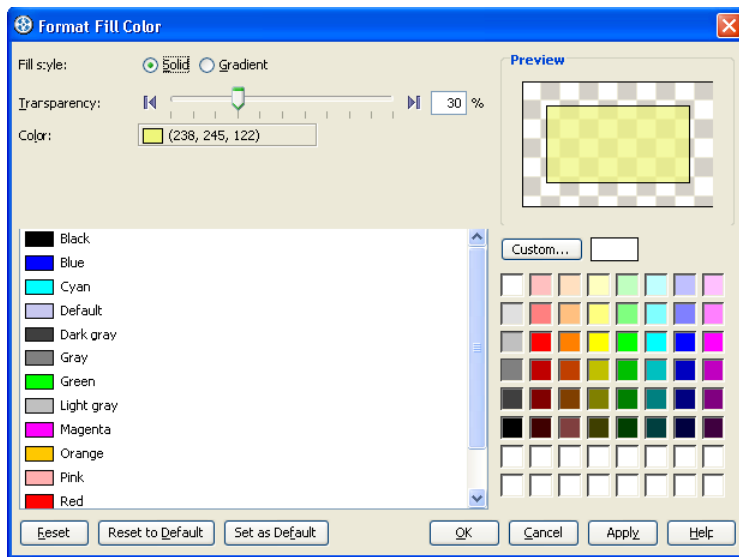 Format Fill Color
Fill style: Solid Gradient
Preview
Transparency: 30 %
Color: (238, 245, 122)
Black
Custom...
Blue
Cyan
Default
Dark gray
Gray
Green
Light gray
Magenta
Orange
Pink
Red
Reset Reset to Default Set as Default OK Cancel Apply Help